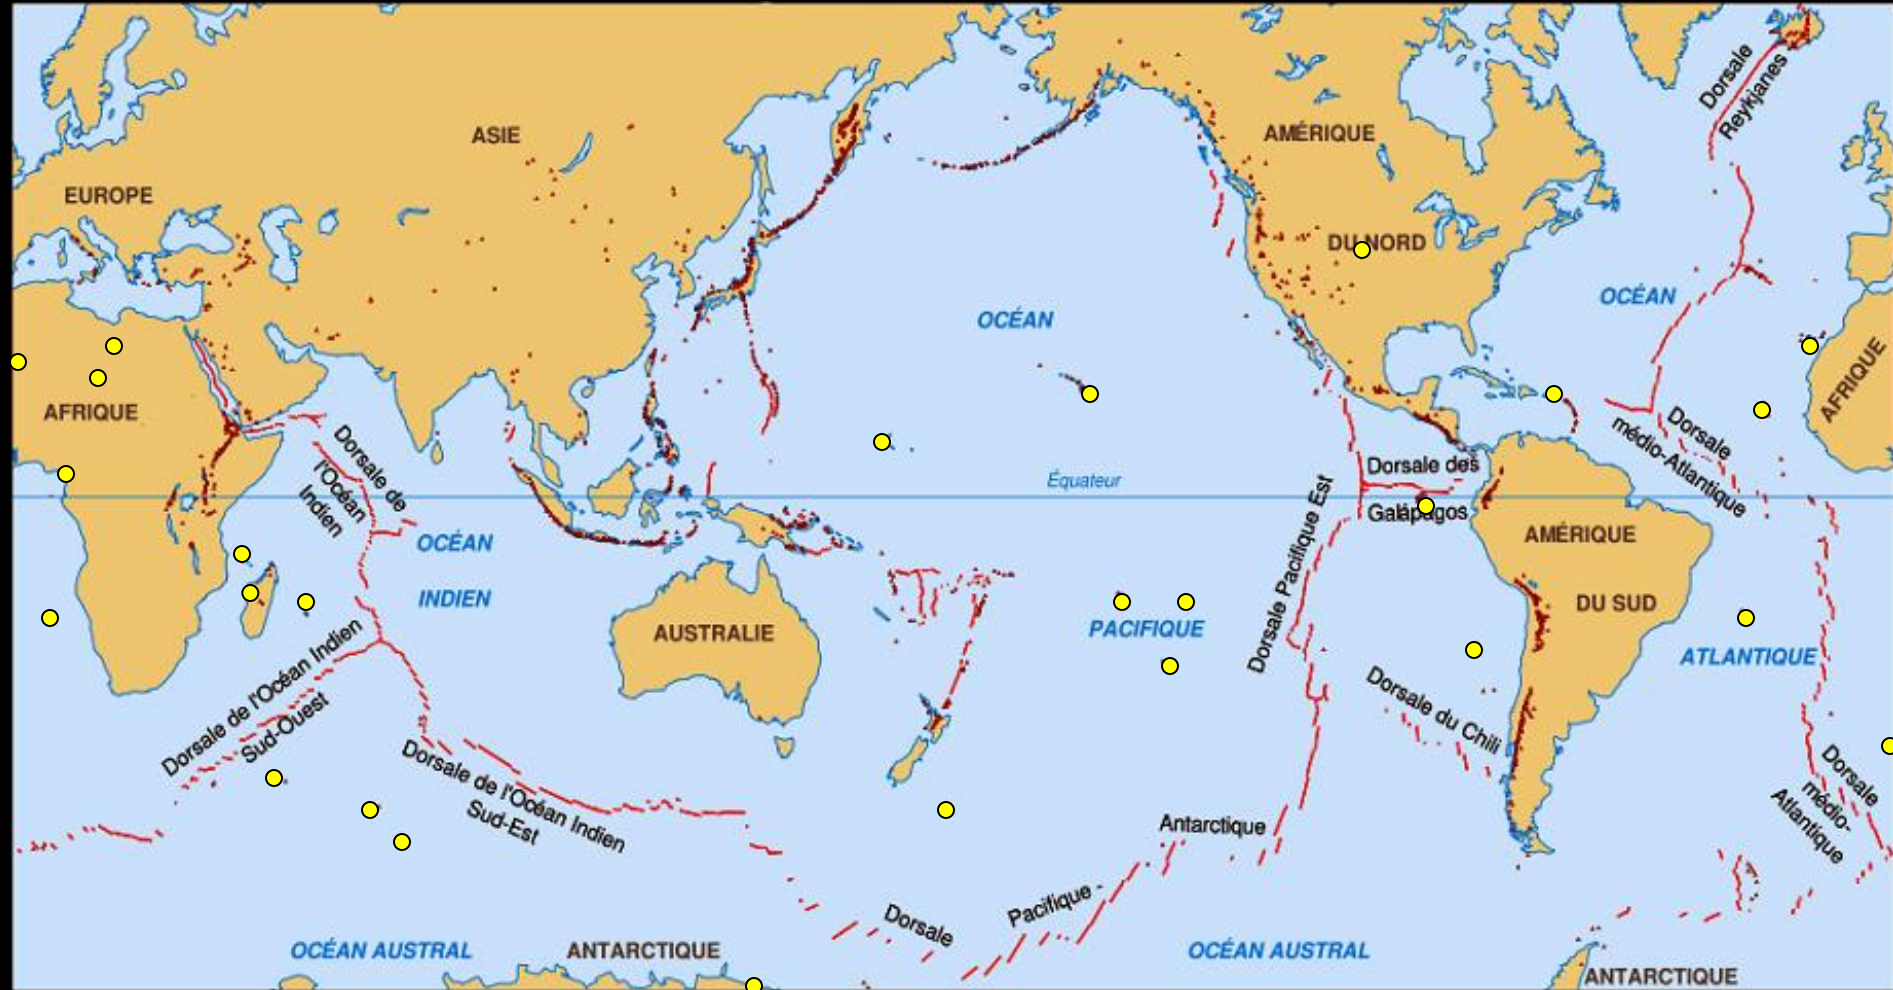 Dorsale
Reykjanes
ASIE
AMÉRIQUE
EUROPE
DU NORD
OCÉAN
OCÉAN
AFRIQUE
AFRIQUE
Dorsale de
l'Océan
Indien
Dorsale
médio-Atlantique
Dorsale des
Galápagos
Équateur
Dorsale Pacifique Est
OCÉAN
INDIEN
AMÉRIQUE
DU SUD
AUSTRALIE
PACIFIQUE
ATLANTIQUE
Dorsale de l'Océan Indien
Sud-Ouest
Dorsale du Chili
Dorsale de l'Océan Indien
Sud-Est
Dorsale
médio-
Atlantique
Antarctique
Pacifique -
Dorsale
OCÉAN AUSTRAL
ANTARCTIQUE
OCÉAN AUSTRAL
ANTARCTIQUE